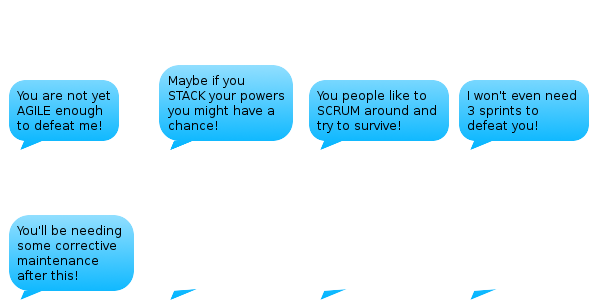 You are not yet
AGILE enough
to defeat me!
Maybe if you
STACK your powers
you might have a
chance!
You people like to
SCRUM around and
try to survive!
I won't even need
3 sprints to
defeat you!
You'll be needing
some corrective
maintenance
after this!